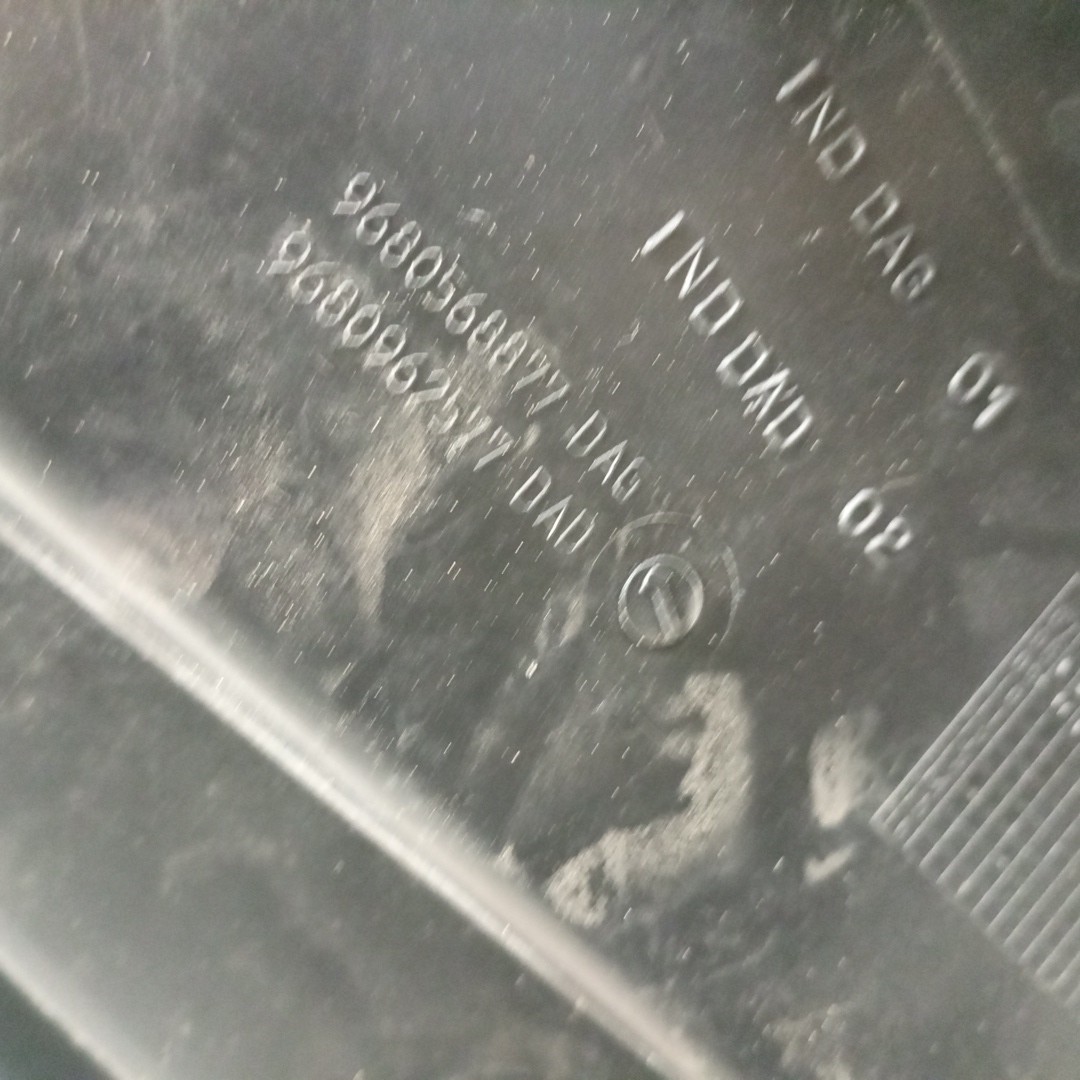 IND DAG 01
IND DAD 02
9680568877 DAG
9680962577 DAD